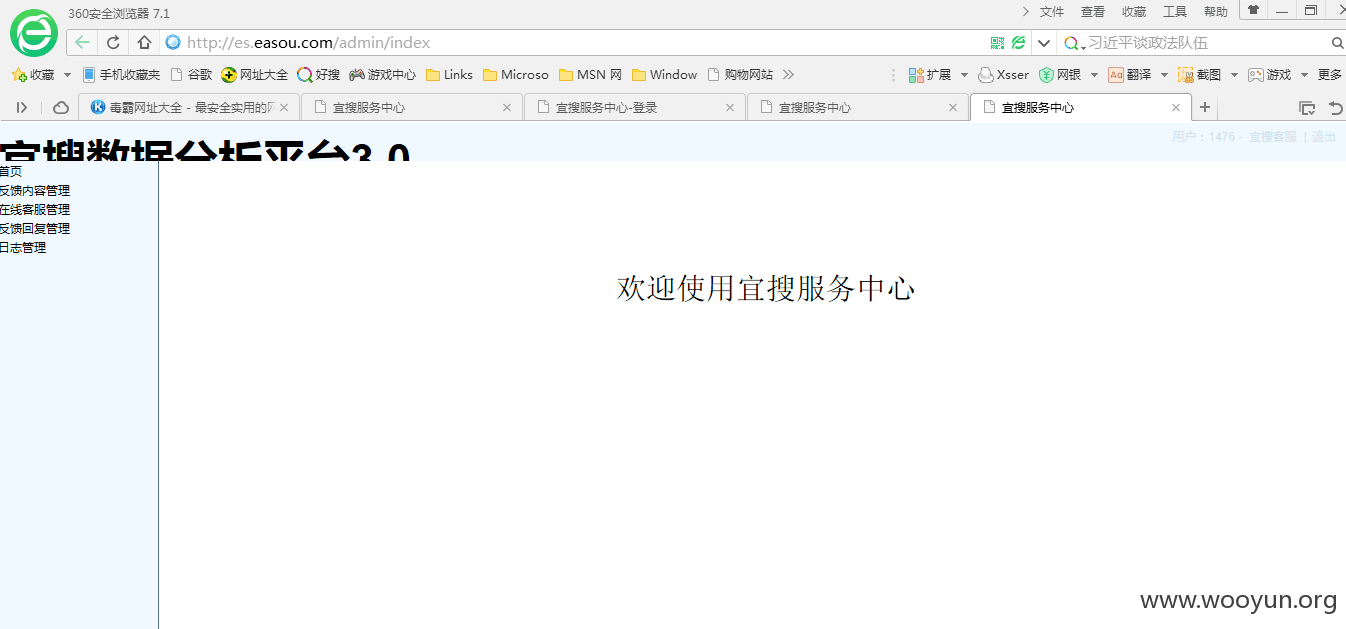 360安全浏览器 7.1
文件 查看 收藏 工具 帮助
http://es.easou.com/admin/index
习近平谈政法队伍
收藏 手机收藏夹 谷歌 网址大全 好搜 游戏中心 Links Microso MSN 网 Window 购物网站 扩展 Xsser 网银 翻译 截图 游戏 更多
毒霸网址大全 - 最安全实用的网 宜搜服务中心 宜搜服务中心-登录 宜搜服务中心 宜搜服务中心
用户：1476 - 宜搜客服 | 退出
宜搜数据分析平台3.0
首页
反馈内容管理
在线客服管理
反馈回复管理
日志管理
欢迎使用宜搜服务中心
www.wooyun.org